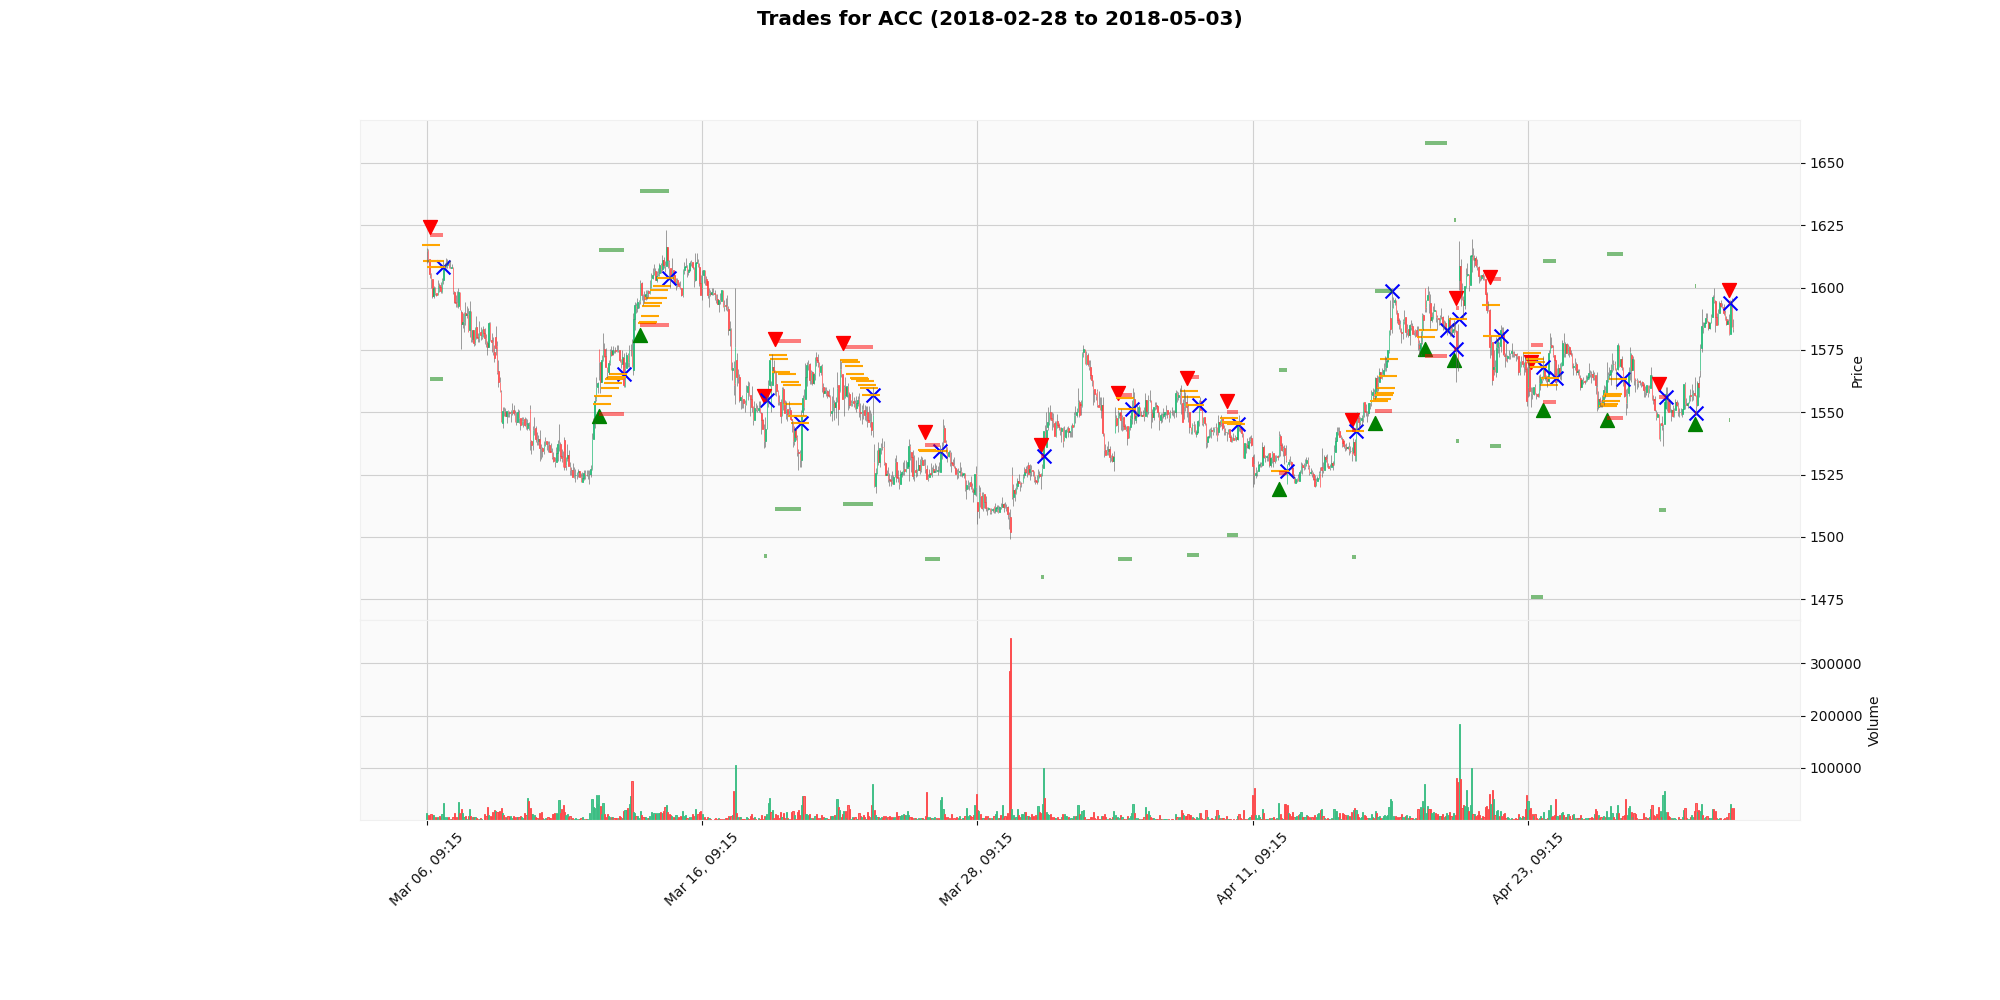 Trades for ACC (2018-02-28 to 2018-05-03)
1650
1625
1600
1575
1550
1525
1500
1475
Price
300000
200000
100000
Volume
Mar 06, 09:15
Mar 16, 09:15
Mar 28, 09:15
Apr 11, 09:15
Apr 23, 09:15